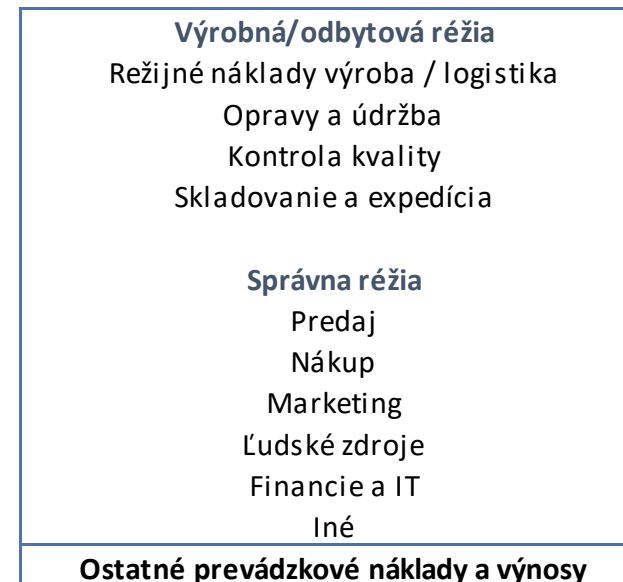 Výrobná/odbytová réžia
Režijné náklady výroba / logistika
Opravy a údržba
Kontrola kvality
Skladovanie a expedícia
Správna réžia
Predaj
Nákup
Marketing
Ľudské zdroje
Financie a IT
Iné
Ostatné prevádzkové náklady a výnosy